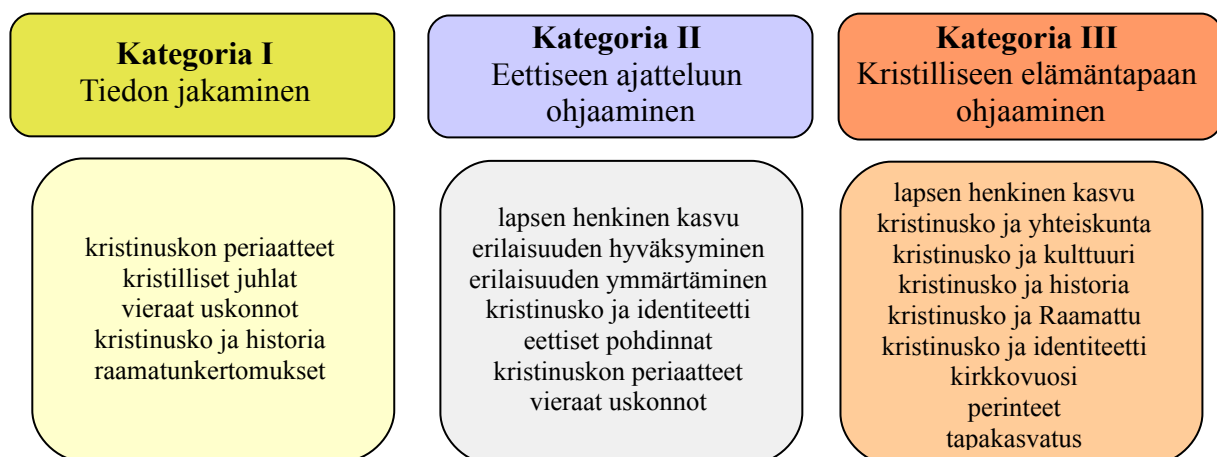 Kategoria I
Tiedon jakaminen
Kategoria II
Eettiseen ajatteluun
ohjaaminen
Kategoria III
Kristilliseen elämäntapaan
ohjaaminen
kristinuskon periaatteet
kristilliset juhlat
vieraat uskonnot
kristinusko ja historia
raamatunkertomukset
lapsen henkinen kasvu
erilaisuuden hyväksyminen
erilaisuuden ymmärtäminen
kristinusko ja identiteetti
eettiset pohdinnat
kristinuskon periaatteet
vieraat uskonnot
lapsen henkinen kasvu
kristinusko ja yhteiskunta
kristinusko ja kulttuuri
kristinusko ja historia
kristinusko ja Raamattu
kristinusko ja identiteetti
kirkkovuosi
perinteet
tapakasvatus